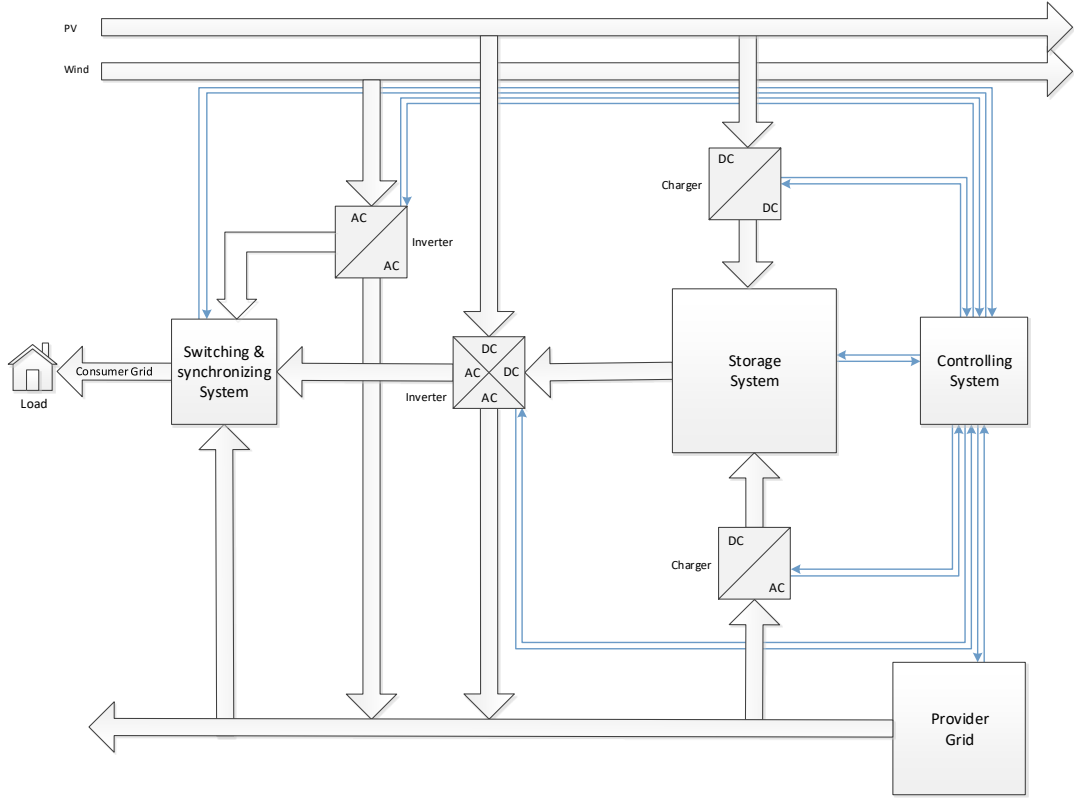 PV
Wind
DC
DC
Charger
AC
AC
Inverter
Switching &
synchronizing
System
Consumer Grid
Load
DC
AC
DC
AC
Inverter
Storage
System
Controlling
System
DC
AC
Charger
Provider
Grid